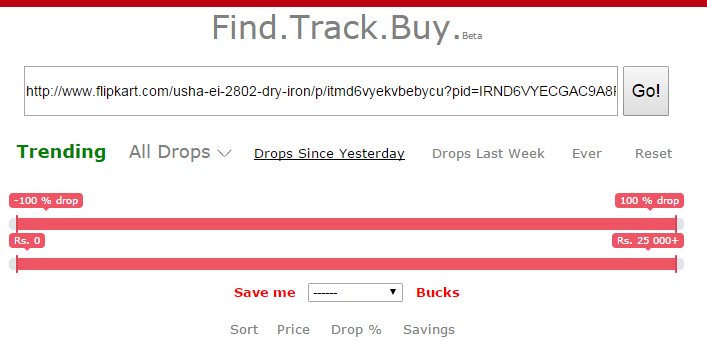 Find.Track.Buy.Beta
http://www.flipkart.com/usha-ei-2802-dry-iron/p/itmd6vyekvbebycu?pid=IRND6VYECGAC9A8F Go!
Trending All Drops Drops Since Yesterday Drops Last Week Ever Reset
-100 % drop 100 % drop
Rs. 0 Rs. 25 000+
Save me ------ Bucks
Sort Price Drop % Savings